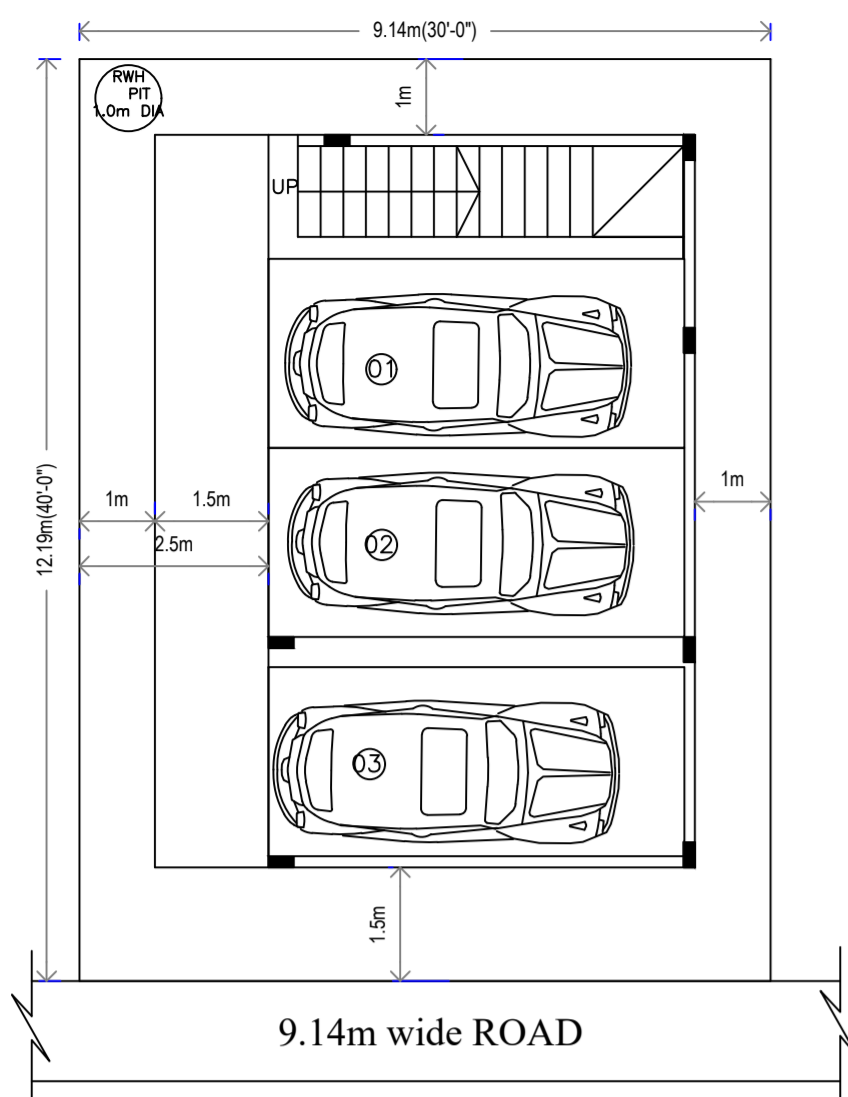 9.14m(30'-0")
RWH
PIT
1.0m DIA
1m
UP
01
12.19m(40'-0")
1m
1.5m
1m
02
2.5m
03
1.5m
9.14m wide ROAD